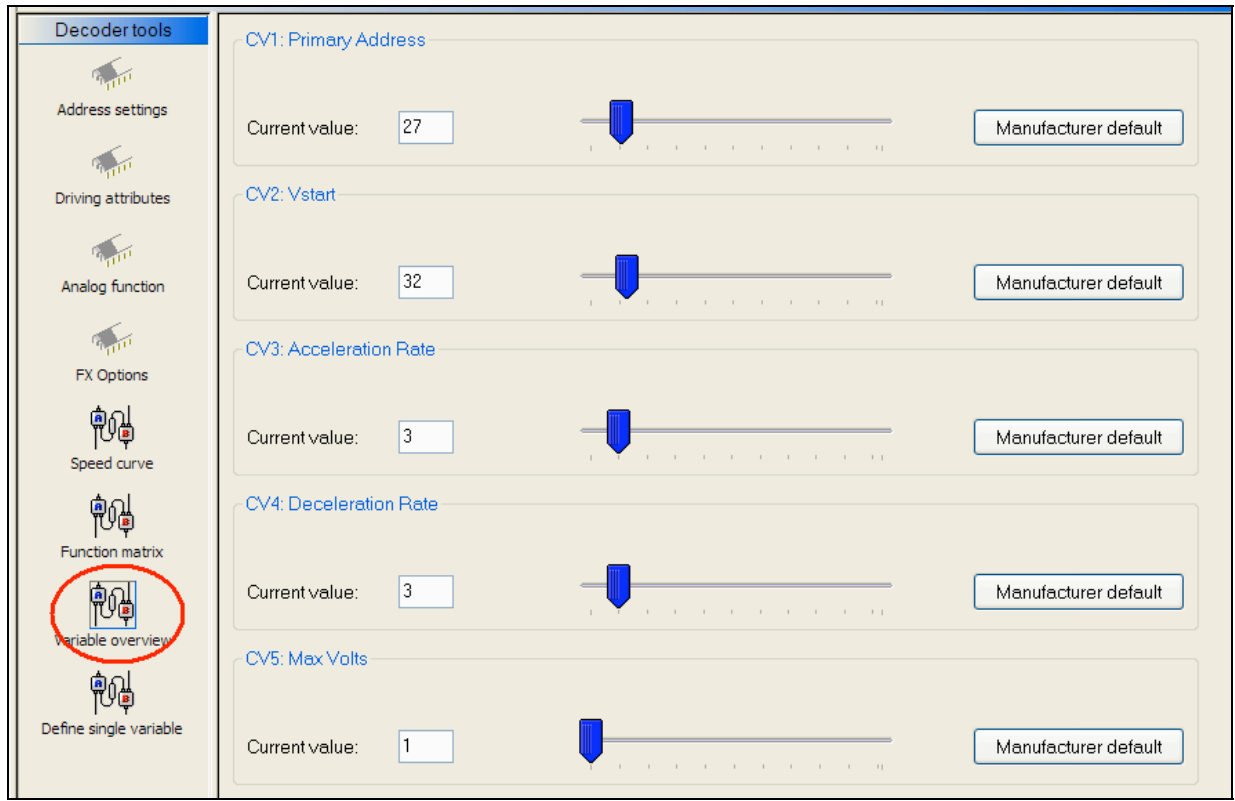 Decoder tools
Address settings
Driving attributes
Analog function
FX Options
Speed curve
Function matrix
Variable overview
Define single variable
CV1: Primary Address
Current value: 27 Manufacturer default
CV2: Vstart
Current value: 32 Manufacturer default
CV3: Acceleration Rate
Current value: 3 Manufacturer default
CV4: Deceleration Rate
Current value: 3 Manufacturer default
CV5: Max Volts
Current value: 1 Manufacturer default